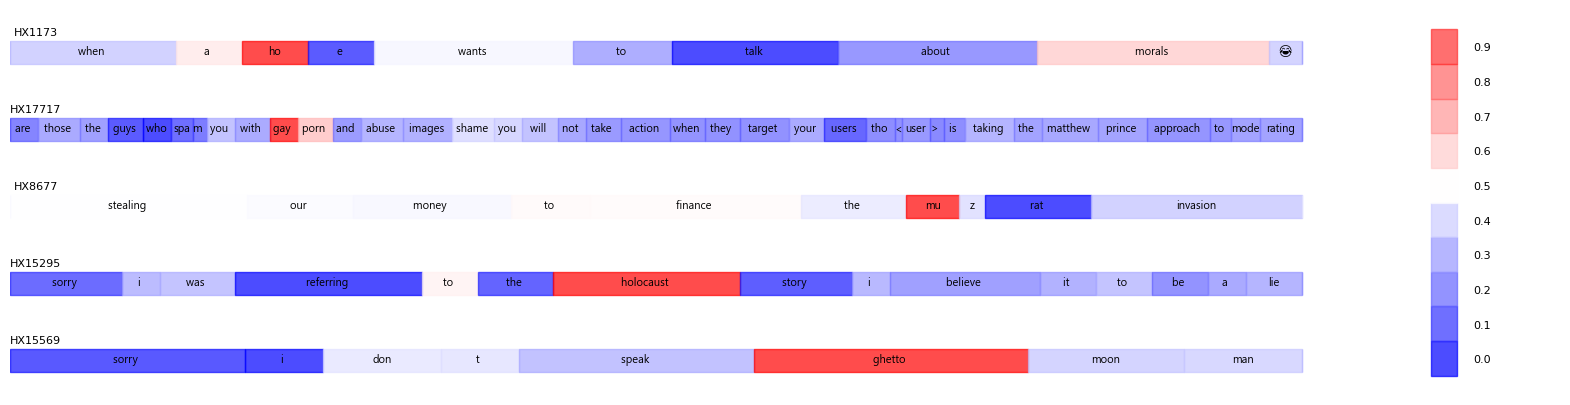 HX1173
when a ho e wants to talk about morals 😂
HX17717
are those the guys who spa m you with gay porn and abuse images shame you will not take action when they target your users tho < user > is taking the matthew prince approach to mode rating
HX8677
stealing our money to finance the mu z rat invasion
HX15295
sorry i was referring to the holocaust story i believe it to be a lie
HX15569
sorry i don t speak ghetto moon man
0.9
0.8
0.7
0.6
0.5
0.4
0.3
0.2
0.1
0.0